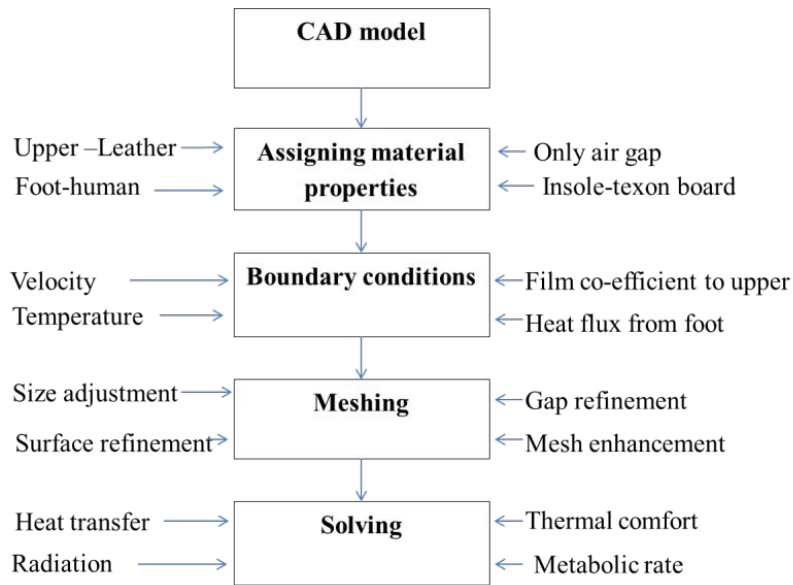 CAD model
Upper –Leather
Foot-human
Assigning material
properties
Only air gap
Insole-texon board
Velocity
Temperature
Boundary conditions
Film co-efficient to upper
Heat flux from foot
Size adjustment
Surface refinement
Meshing
Gap refinement
Mesh enhancement
Heat transfer
Radiation
Solving
Thermal comfort
Metabolic rate